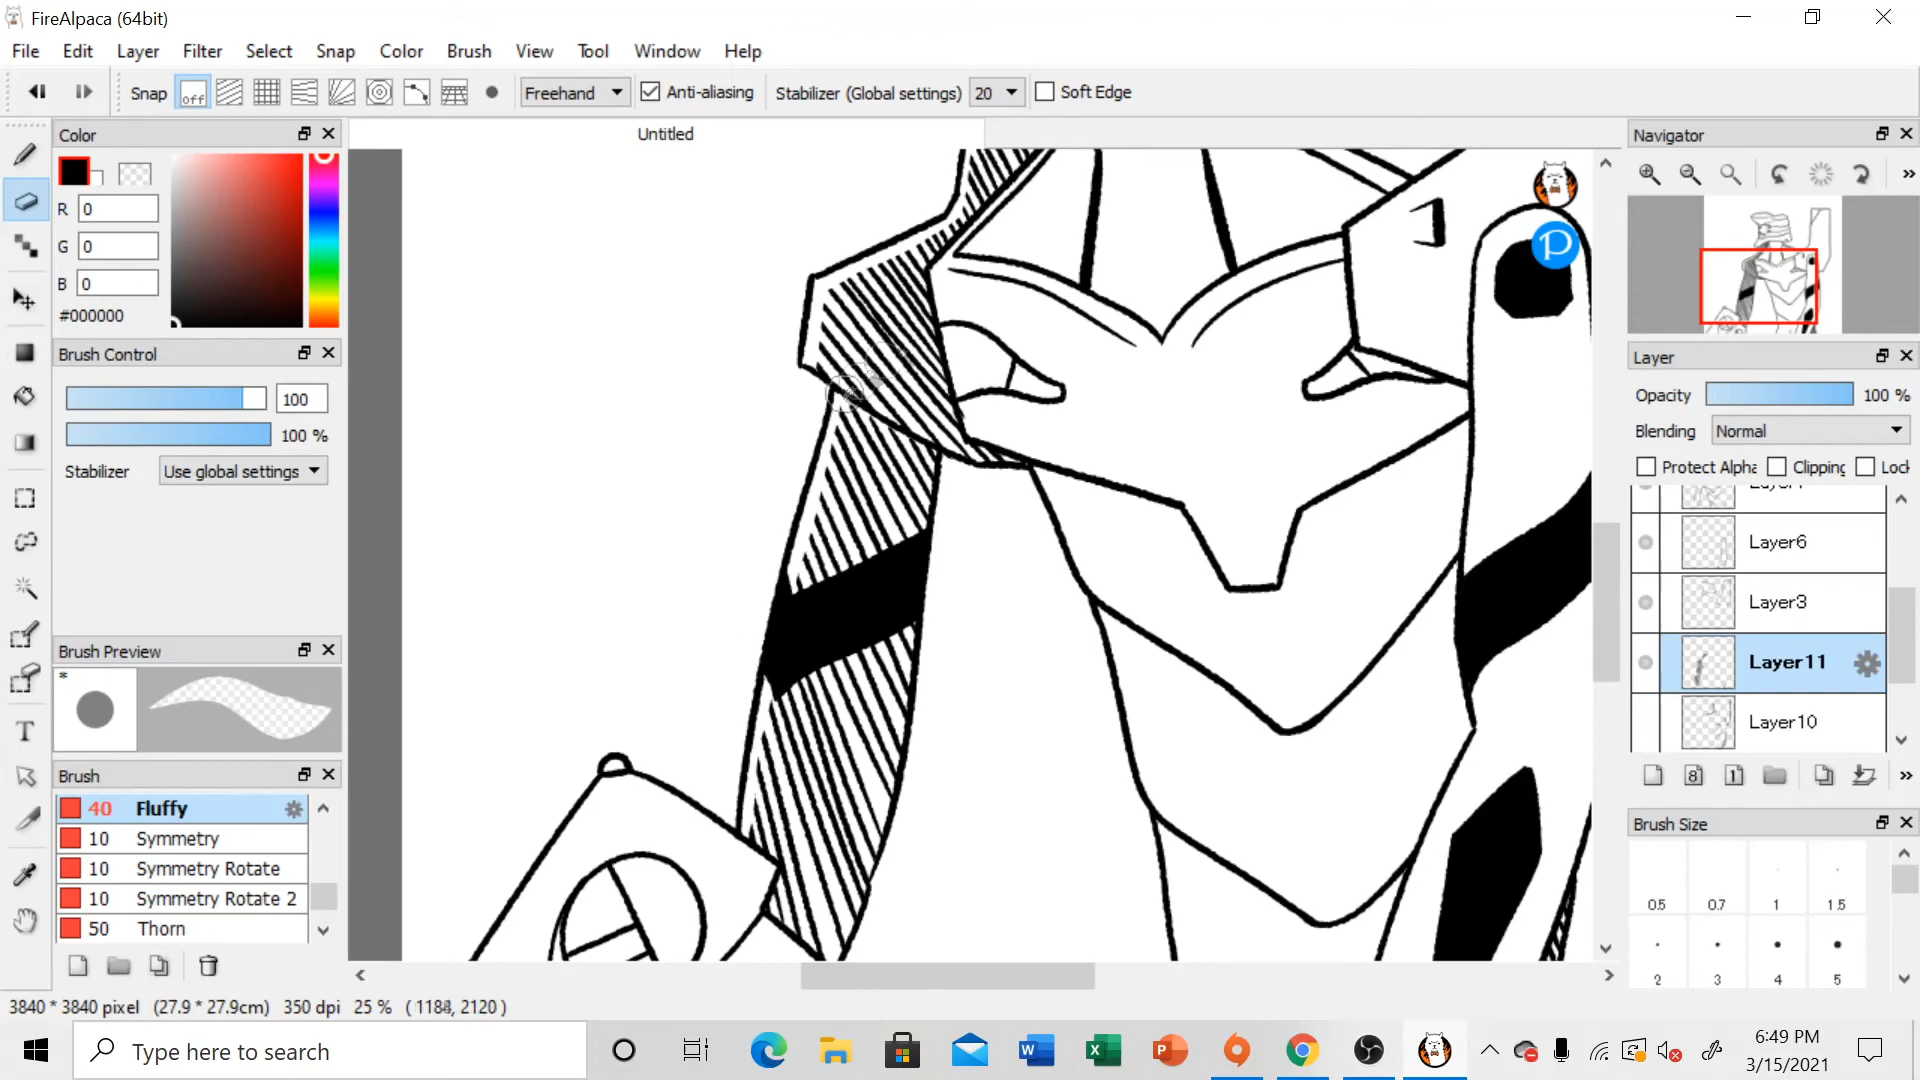 FireAlpaca (64bit)
File Edit Layer Filter Select Snap Color Brush View Tool Window Help
Snap off Freehand Anti-aliasing Stabilizer (Global settings) 20 Soft Edge
Color
Untitled
Navigator
R 0
G 0
B 0
#000000
Brush Control
100
100 %
Stabilizer Use global settings
Brush Preview
*
Brush
40 Fluffy
10 Symmetry
10 Symmetry Rotate
10 Symmetry Rotate 2
50 Thorn
T
P
Layer
Opacity 100 %
Blending Normal
Protect Alpha Clipping Lock
Layer6
Layer3
Layer11
Layer10
8 1
Brush Size
0.5 0.7 1 1.5
2 3 4 5
3840 * 3840 pixel (27.9 * 27.9cm) 350 dpi 25 % ( 1184, 2120 )
Type here to search
W X P
6:49 PM
3/15/2021